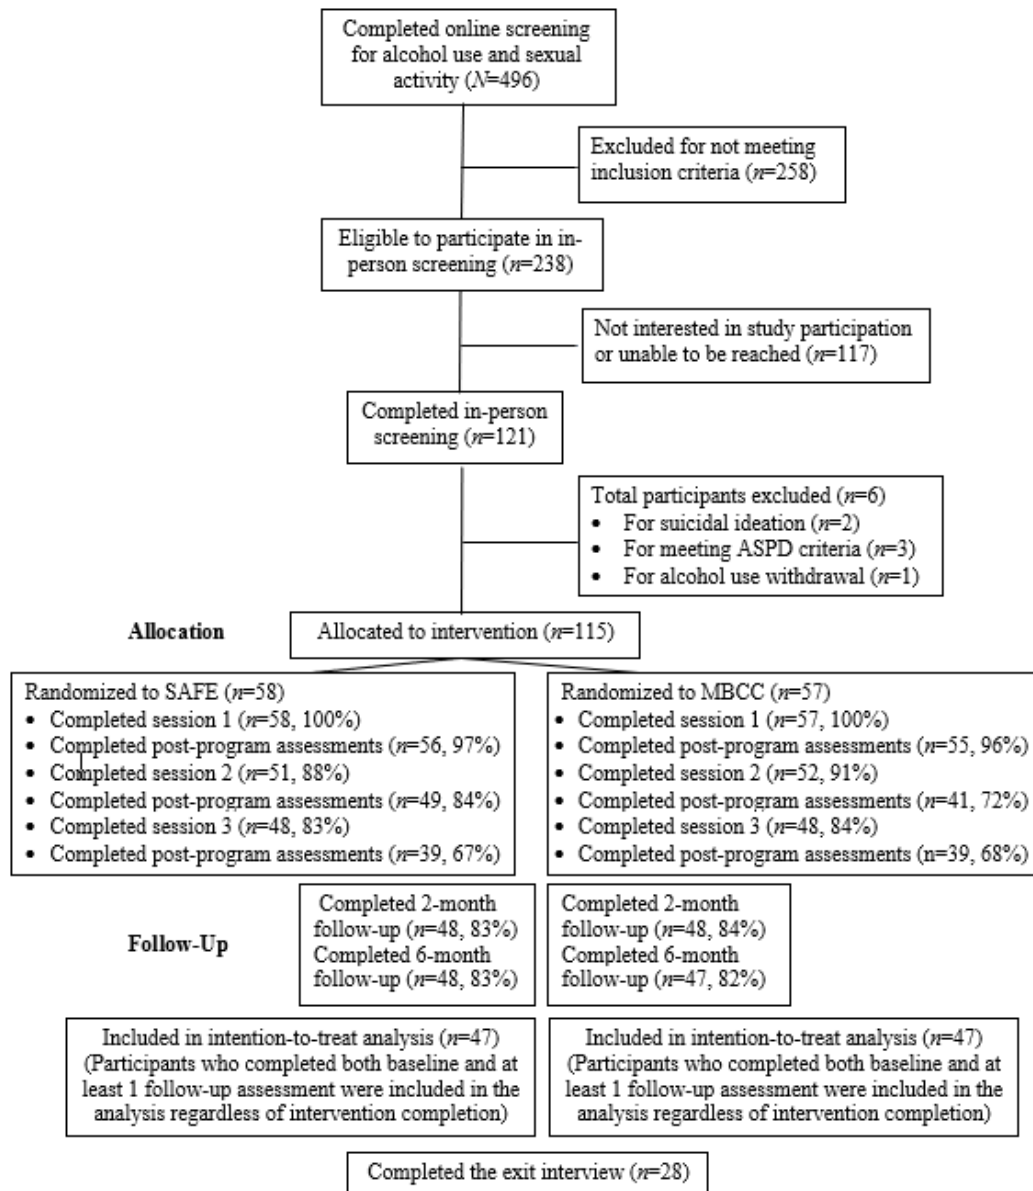 Completed online screening
for alcohol use and sexual
activity (N=496)
Excluded for not meeting
inclusion criteria (n=258)
Eligible to participate in in-
person screening (n=238)
Not interested in study participation
or unable to be reached (n=117)
Completed in-person
screening (n=121)
Total participants excluded (n=6)
• For suicidal ideation (n=2)
• For meeting ASPD criteria (n=3)
• For alcohol use withdrawal (n=1)
Allocation
Allocated to intervention (n=115)
Randomized to SAFE (n=58)
• Completed session 1 (n=58, 100%)
• Completed post-program assessments (n=56, 97%)
• Completed session 2 (n=51, 88%)
• Completed post-program assessments (n=49, 84%)
• Completed session 3 (n=48, 83%)
• Completed post-program assessments (n=39, 67%)
Randomized to MBCC (n=57)
• Completed session 1 (n=57, 100%)
• Completed post-program assessments (n=55, 96%)
• Completed session 2 (n=52, 91%)
• Completed post-program assessments (n=41, 72%)
• Completed session 3 (n=48, 84%)
• Completed post-program assessments (n=39, 68%)
Follow-Up
Completed 2-month
follow-up (n=48, 83%)
Completed 6-month
follow-up (n=48, 83%)
Completed 2-month
follow-up (n=48, 84%)
Completed 6-month
follow-up (n=47, 82%)
Included in intention-to-treat analysis (n=47)
(Participants who completed both baseline and at
least 1 follow-up assessment were included in the
analysis regardless of intervention completion)
Included in intention-to-treat analysis (n=47)
(Participants who completed both baseline and at
least 1 follow-up assessment were included in the
analysis regardless of intervention completion)
Completed the exit interview (n=28)